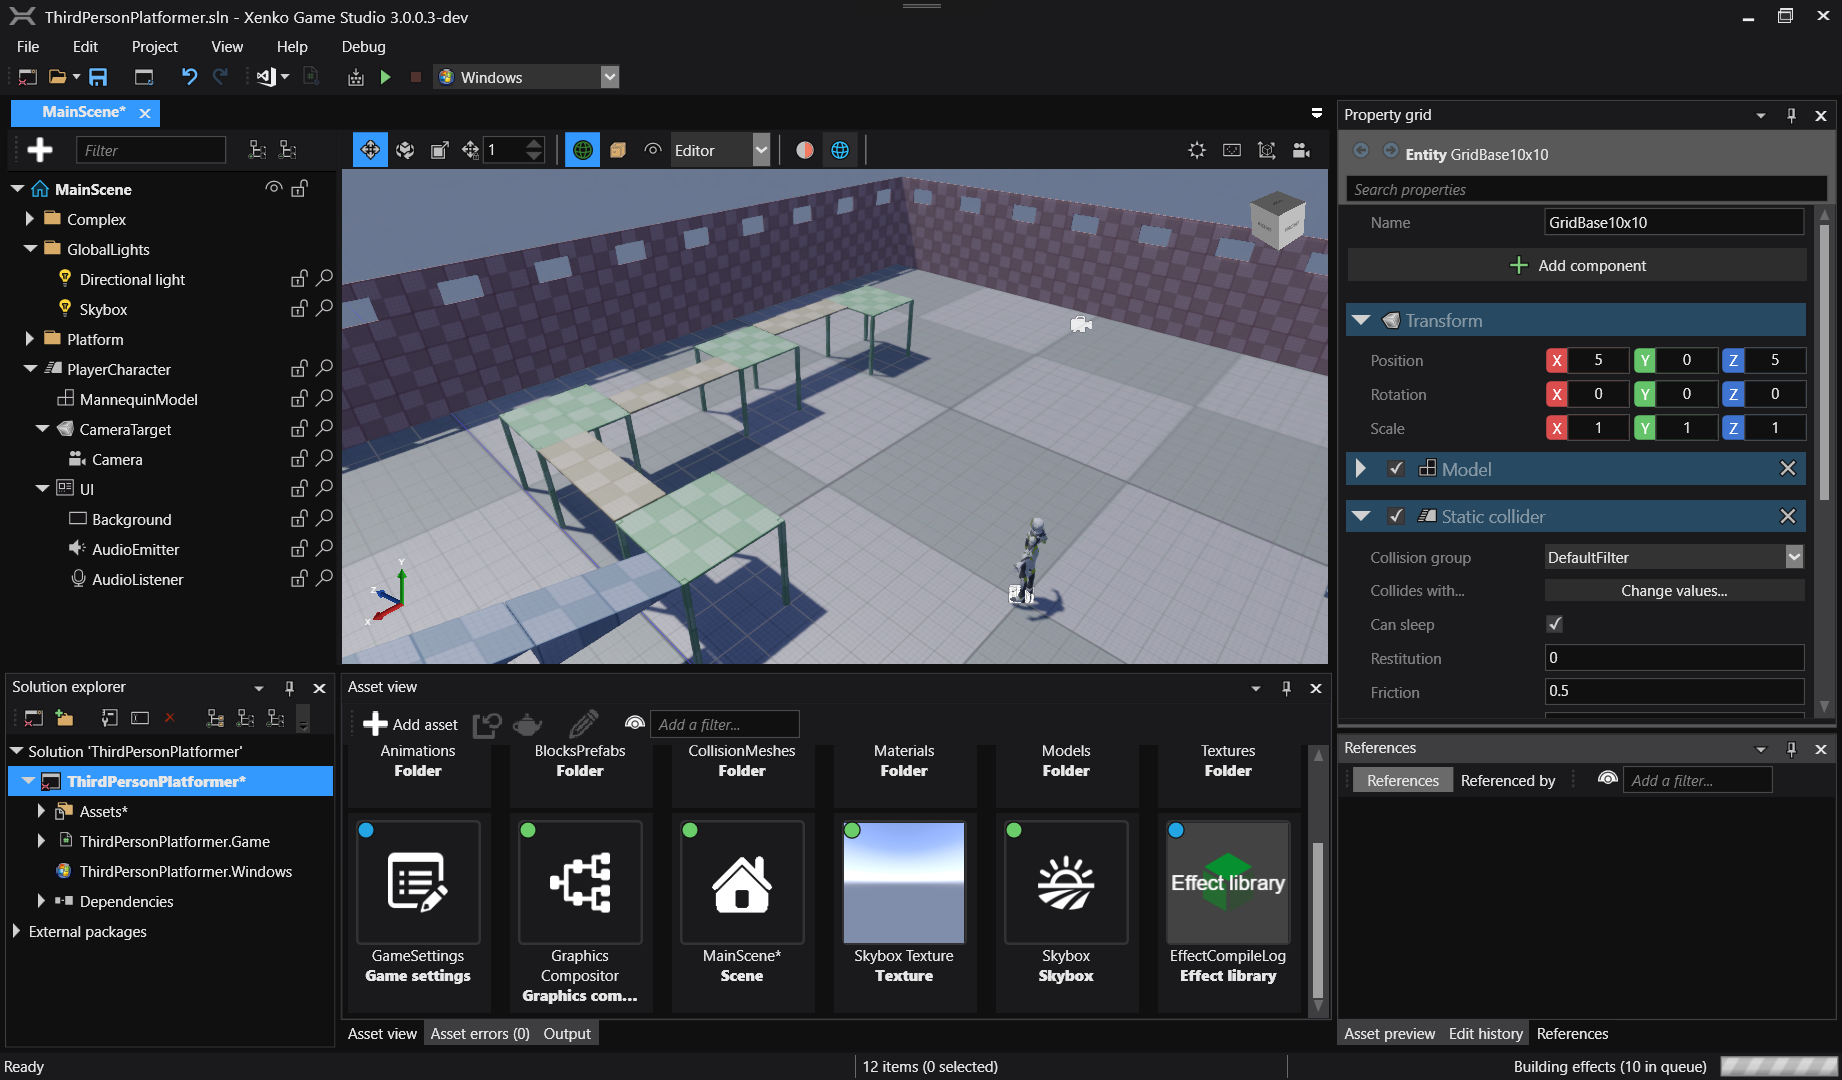 ThirdPersonPlatformer.sln - Xenko Game Studio 3.0.0.3-dev
File Edit Project View Help Debug
Windows
MainScene*
Filter
1
Editor
MainScene
Complex
GlobalLights
Directional light
Skybox
Platform
PlayerCharacter
MannequinModel
CameraTarget
Camera
UI
Background
AudioEmitter
AudioListener
Y
Z
X
Property grid
Entity GridBase10x10
Search properties
Name GridBase10x10
Add component
Transform
Position X 5 Y 0 Z 5
Rotation X 0 Y 0 Z 0
Scale X 1 Y 1 Z 1
Model
Static collider
Collision group DefaultFilter
Collides with... Change values...
Can sleep
Restitution 0
Friction 0.5
Solution explorer
Solution 'ThirdPersonPlatformer'
ThirdPersonPlatformer*
Assets*
ThirdPersonPlatformer.Game
ThirdPersonPlatformer.Windows
Dependencies
External packages
Asset view
Add asset
Add a filter...
Animations
Folder
BlocksPrefabs
Folder
CollisionMeshes
Folder
Materials
Folder
Models
Folder
Textures
Folder
GameSettings
Game settings
Graphics
Compositor
Graphics com...
MainScene*
Scene
Skybox Texture
Texture
Skybox
Skybox
Effect library
EffectCompileLog
Effect library
Asset view Asset errors (0) Output
References
References Referenced by
Add a filter...
Asset preview Edit history References
Ready
12 items (0 selected)
Building effects (10 in queue)